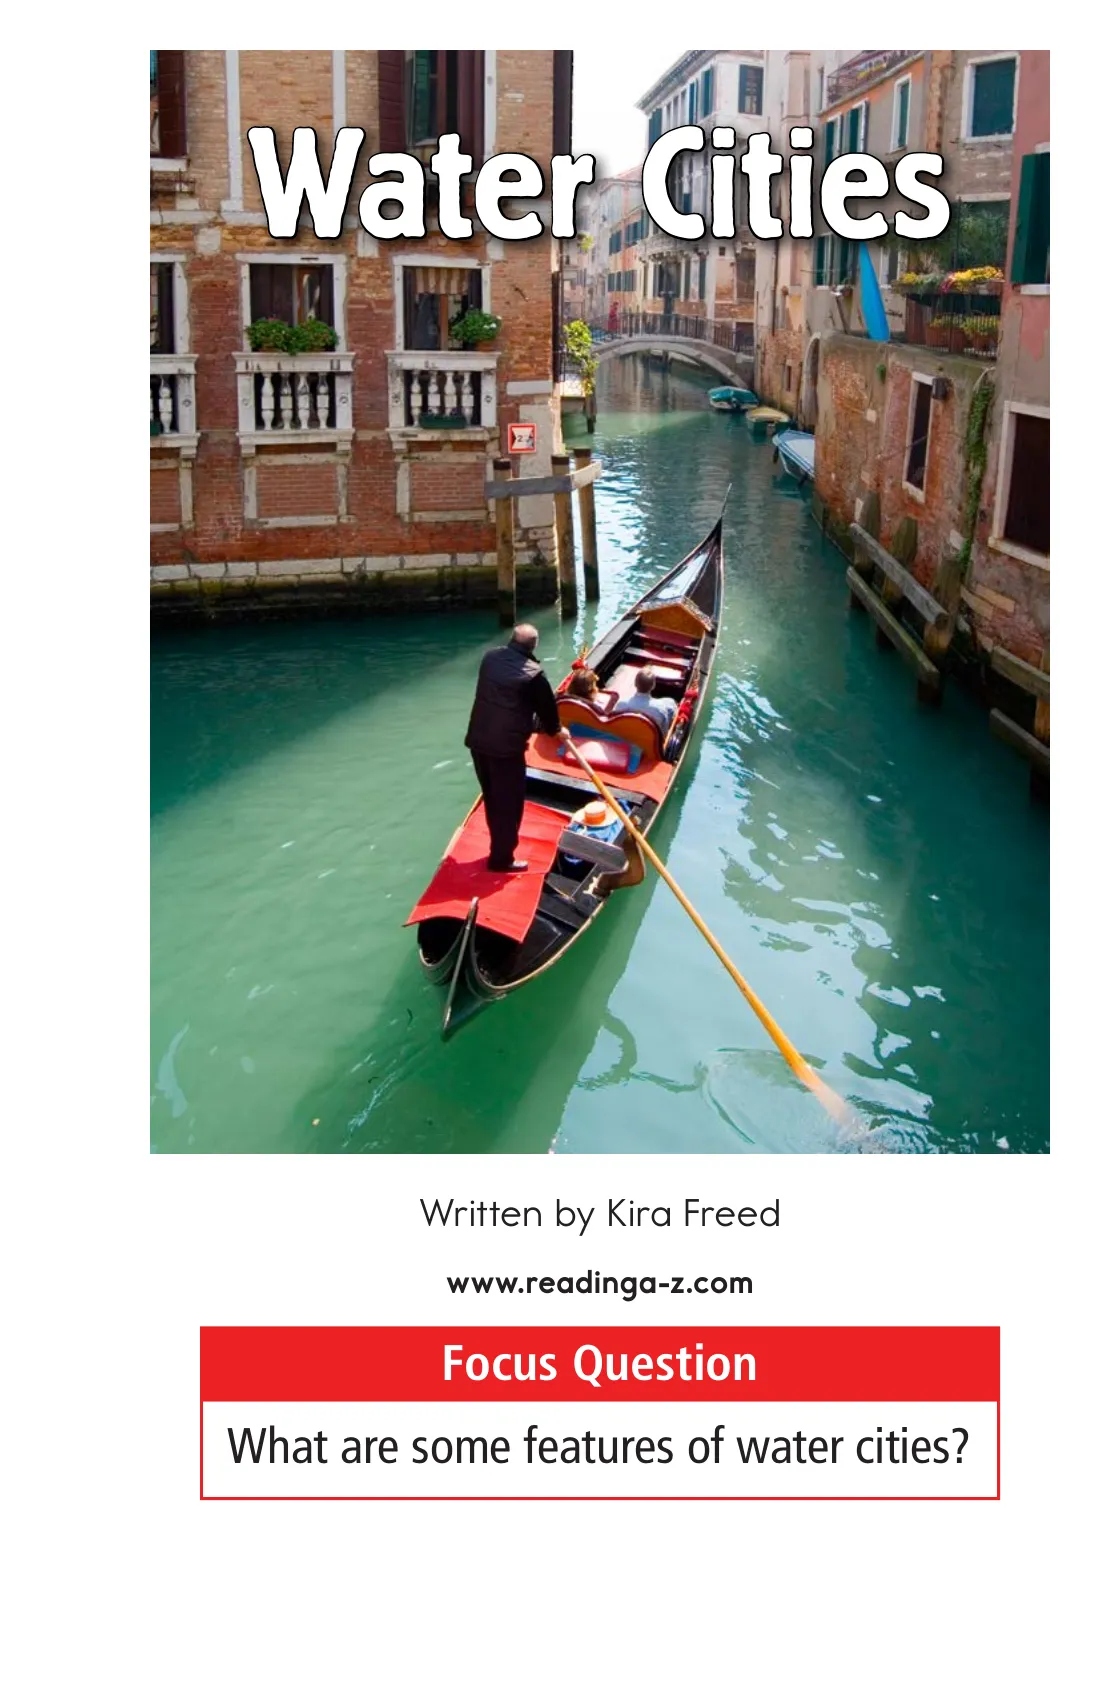 Water Cities
Written by Kira Freed
www.readinga-z.com
Focus Question
What are some features of water cities?